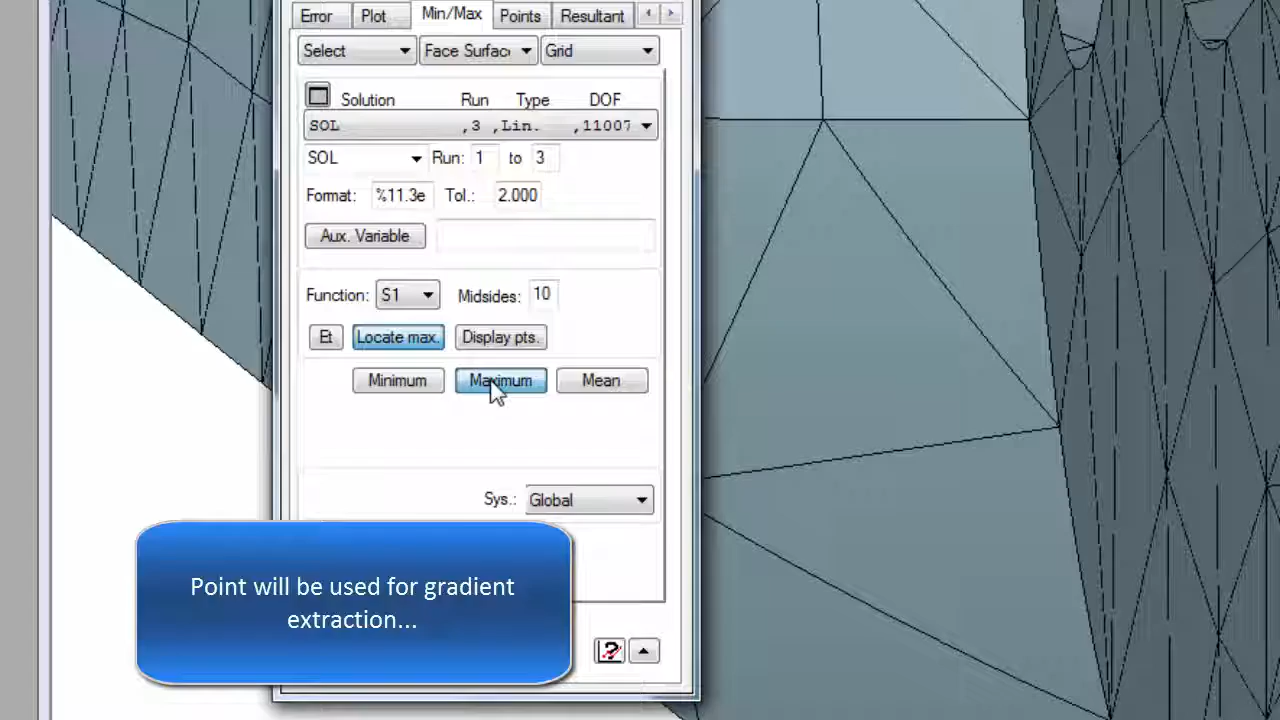 Error Plot Min/Max Points Resultant
Select Face Surfac Grid
Solution Run Type DOF
SOL ,3 ,Lin. ,11007
SOL Run: 1 to 3
Format: %11.3e Tol.: 2.000
Aux. Variable
Function: S1 Midsides: 10
Et Locate max. Display pts.
Minimum Maximum Mean
Sys.: Global
Point will be used for gradient
extraction...